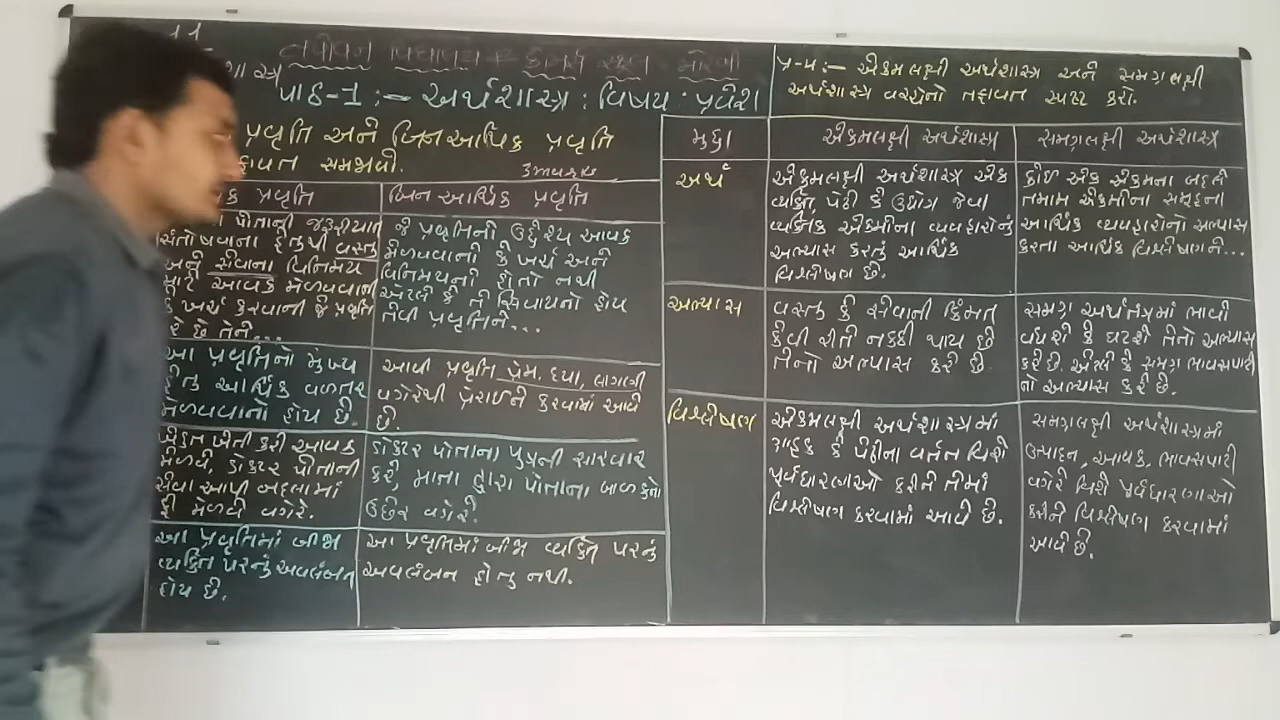 11
તપોવન વિદ્યાલય કોમર્સ સ્કૂલ મોરબી
શાસ્ત્ર
પાઠ-1 :- અર્થશાસ્ત્ર : વિષય : પ્રવેશ
પ્રવૃતિ અને બિનઆર્થિક પ્રવૃતિ
સમજાવો.
ક પ્રવૃતિ
બિન આર્થિક પ્રવૃતિ
પોતાની જરૂરીયાત
સંતોષવાના હેતુથી વસ્તુ
અને સેવાના વિનિમય
માટે આવક મેળવવાની
કે ખર્ચ કરવાની જે પ્રવૃતિ
કરે છે તેને...
જે પ્રવૃતિનો ઉદ્દેશ્ય આવક
મેળવવાનો કે ખર્ચ અને
વિનિમયનો હોતો નથી
એટલે કે તે સિવાયનો હોય
તેવી પ્રવૃતિને...
આ પ્રવૃતિનો મુખ્ય
હેતુ આર્થિક વળતર
મેળવવાનો હોય છે.
આવી પ્રવૃતિ પ્રેમ, દયા, લાગણી
વગેરેથી પ્રેરાઈને કરવામાં આવે
છે.
ખેડૂત ખેતી કરી આવક
મેળવે, ડોક્ટર પોતાની
સેવા આપી બદલામાં
ફી મેળવે વગેરે.
ડોક્ટર પોતાના પુત્રની સારવાર
કરે, માતા દ્વારા પોતાના બાળકનો
ઉછેર વગેરે.
આ પ્રવૃતિમાં બીજી
વ્યક્તિ પરનું અવલંબન
હોય છે.
આ પ્રવૃતિમાં બીજી વ્યક્તિ પરનું
અવલંબન હોતુ નથી.
પ્ર-૫ :- એકમલક્ષી અર્થશાસ્ત્ર અને સમગ્રલક્ષી
અર્થશાસ્ત્ર વચ્ચેનો તફાવત સ્પષ્ટ કરો.
મુદ્દા
એકમલક્ષી અર્થશાસ્ત્ર
સમગ્રલક્ષી અર્થશાસ્ત્ર
અર્થ
એકમલક્ષી અર્થશાસ્ત્ર એક
વ્યક્તિ, પેઢી કે ઉદ્યોગ જેવા
વ્યક્તિક એકમોના વ્યવહારોનું
અભ્યાસ કરતું આર્થિક
વિશ્લેષણ છે.
કોઈ એક એકમના બદલે
તમામ એકમોના સમૂહના
આર્થિક વ્યવહારોનો અભ્યાસ
કરતા આર્થિક વિશ્લેષણને...
અભ્યાસ
વસ્તુ કે સેવાની કિંમત
કેવી રીતે નક્કી થાય છે
તેનો અભ્યાસ કરે છે.
સમગ્ર અર્થતંત્રમાં ભાવો
વધશે કે ઘટશે તેનો અભ્યાસ
કરે છે. એટલે કે સમગ્ર ભાવસપાટી
નો અભ્યાસ કરે છે.
વિશ્લેષણ
એકમલક્ષી અર્થશાસ્ત્રમાં
ગ્રાહક કે પેઢીના વર્તન વિશે
પૂર્વધારણાઓ કરીને તેમાં
વિશ્લેષણ કરવામાં આવે છે.
સમગ્રલક્ષી અર્થશાસ્ત્રમાં
ઉત્પાદન, આવક, ભાવસપાટી
વગેરે વિશે પૂર્વધારણાઓ
કરીને વિશ્લેષણ કરવામાં
આવે છે.